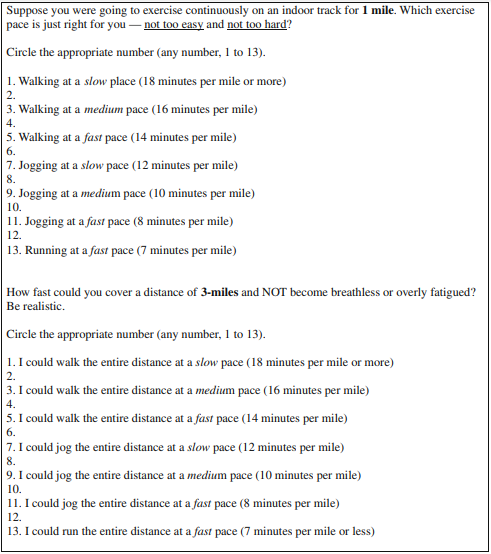 Suppose you were going to exercise continuously on an indoor track for 1 mile. Which exercise
pace is just right for you — not too easy and not too hard?
Circle the appropriate number (any number, 1 to 13).
1. Walking at a slow place (18 minutes per mile or more)
2.
3. Walking at a medium pace (16 minutes per mile)
4.
5. Walking at a fast pace (14 minutes per mile)
6.
7. Jogging at a slow pace (12 minutes per mile)
8.
9. Jogging at a medium pace (10 minutes per mile)
10.
11. Jogging at a fast pace (8 minutes per mile)
12.
13. Running at a fast pace (7 minutes per mile)
How fast could you cover a distance of 3-miles and NOT become breathless or overly fatigued?
Be realistic.
Circle the appropriate number (any number, 1 to 13).
1. I could walk the entire distance at a slow pace (18 minutes per mile or more)
2.
3. I could walk the entire distance at a medium pace (16 minutes per mile)
4.
5. I could walk the entire distance at a fast pace (14 minutes per mile)
6.
7. I could jog the entire distance at a slow pace (12 minutes per mile)
8.
9. I could jog the entire distance at a medium pace (10 minutes per mile)
10.
11. I could jog the entire distance at a fast pace (8 minutes per mile)
12.
13. I could run the entire distance at a fast pace (7 minutes per mile or less)